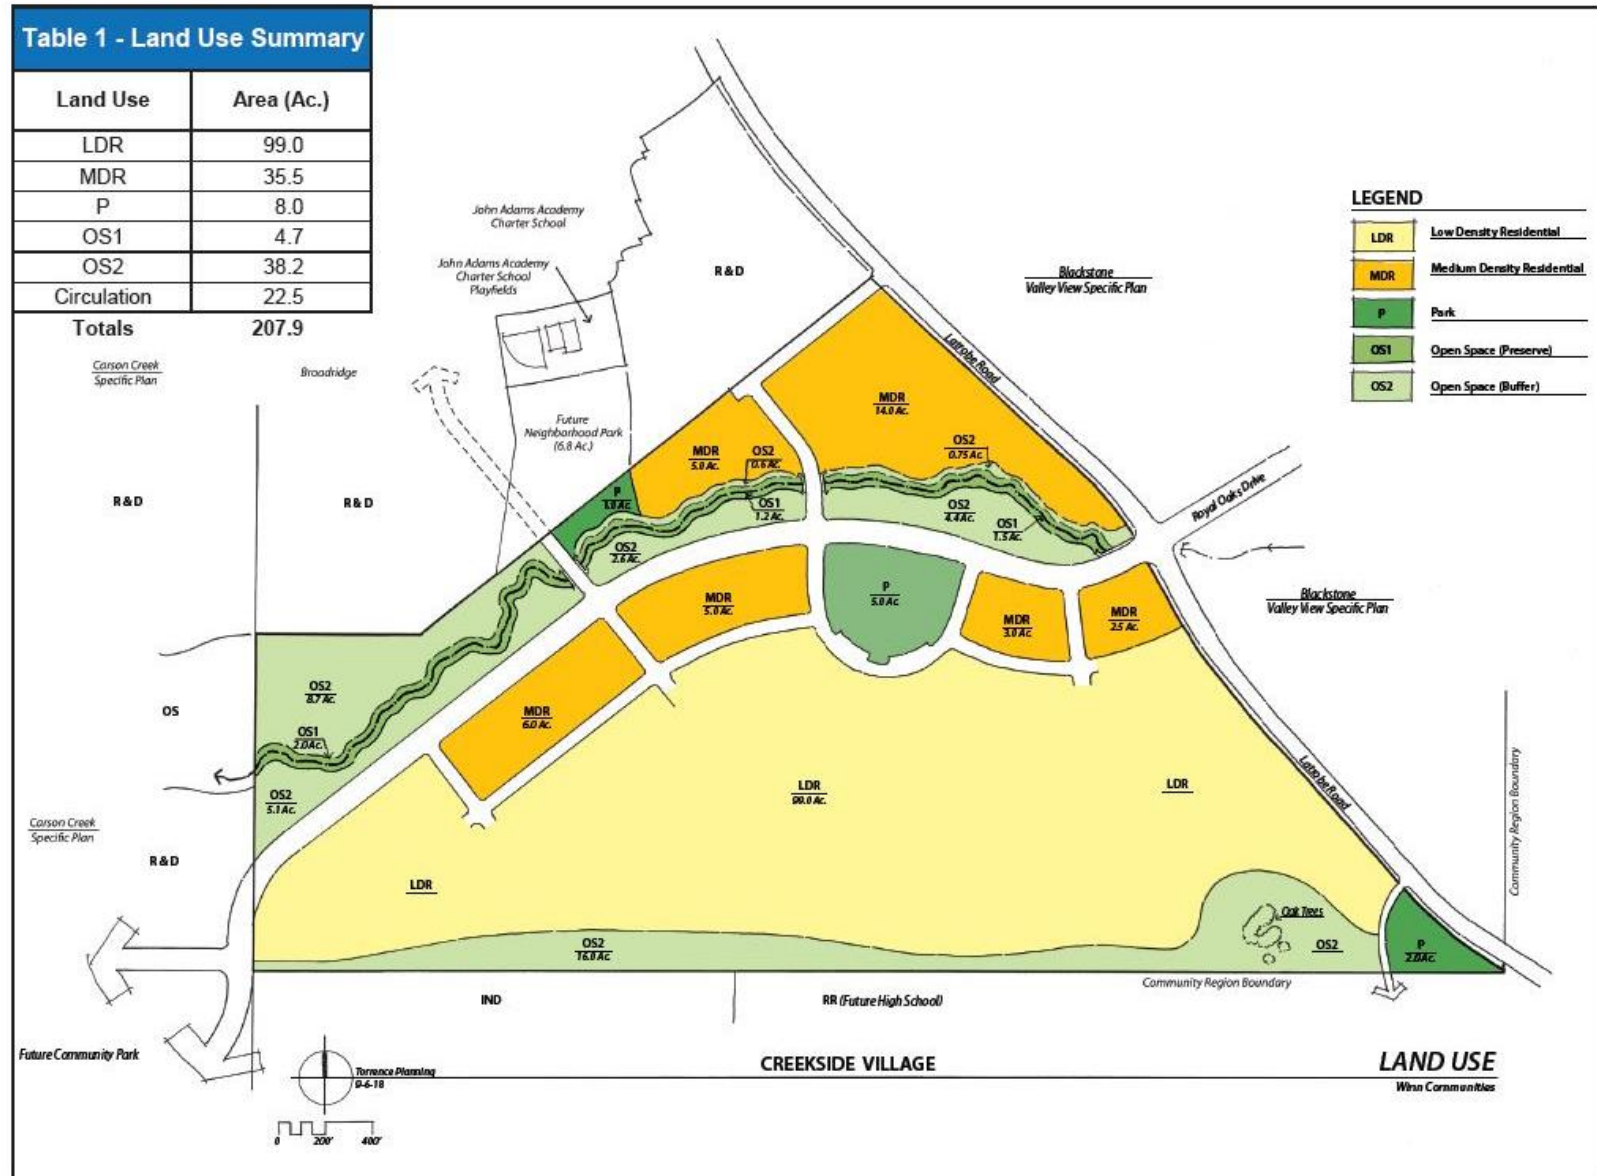 Table 1 - Land Use Summary
Land Use Area (Ac.)
LDR 99.0
MDR 35.5
P 8.0
OS1 4.7
OS2 38.2
Circulation 22.5
Totals 207.9
Carson Creek
Specific Plan
Broadridge
John Adams Academy
Charter School
John Adams Academy
Charter School
Playfields
R & D
Blackstone
Valley View Specific Plan
LEGEND
LDR Low Density Residential
MDR Medium Density Residential
P Park
OS1 Open Space (Preserve)
OS2 Open Space (Buffer)
Latrobe Road
Future
Neighborhood Park
(6.8 Ac.)
MDR
14.0 Ac.
MDR
5.0 Ac.
OS2
0.6 Ac.
OS2
0.75 Ac.
R & D
R & D
P
1.0 Ac.
OS1
1.2 Ac.
OS2
4.4 Ac.
OS1
1.5 Ac.
Royal Oaks Drive
OS2
2.6 Ac.
MDR
5.0 Ac.
P
5.0 Ac.
MDR
3.0 Ac.
MDR
2.5 Ac.
Blackstone
Valley View Specific Plan
OS
OS2
8.7 Ac.
OS1
2.0 Ac.
MDR
6.0 Ac.
OS2
5.1 Ac.
LDR
99.0 Ac.
LDR
Latrobe Road
Community Region Boundary
Carson Creek
Specific Plan
R & D
LDR
Oak Trees
OS2
16.0 Ac.
OS2
P
2.0 Ac.
Community Region Boundary
IND
RR (Future High School)
Future Community Park
Torrence Planning
9-6-18
CREEKSIDE VILLAGE
LAND USE
Winn Communities
0 200' 400'